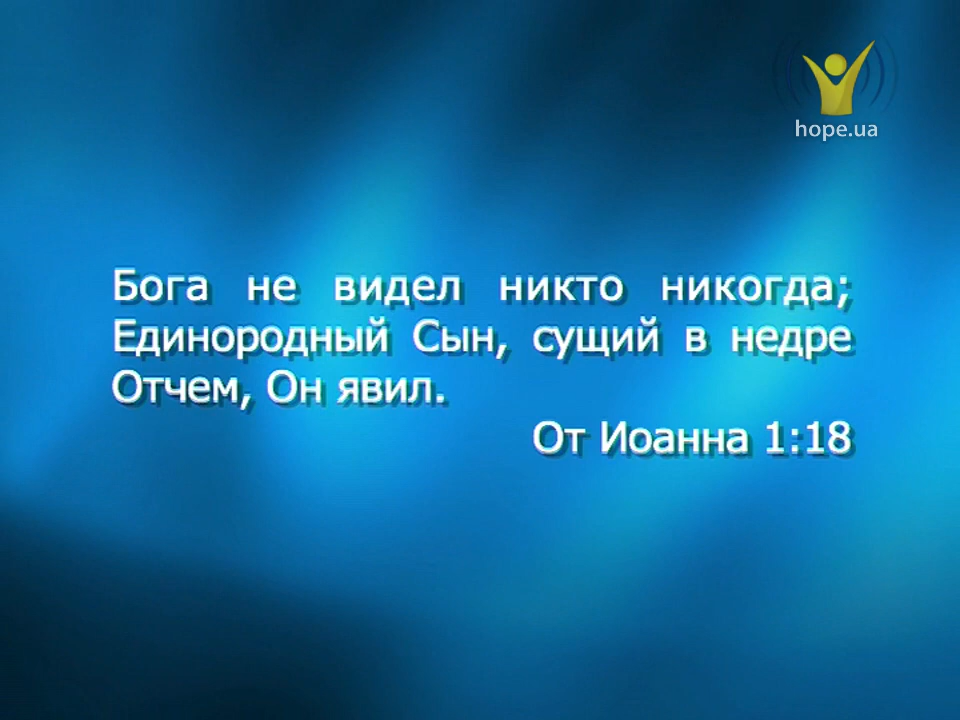 hope.ua
Бога не видел никто никогда;
Единородный Сын, сущий в недре
Отчем, Он явил.
От Иоанна 1:18